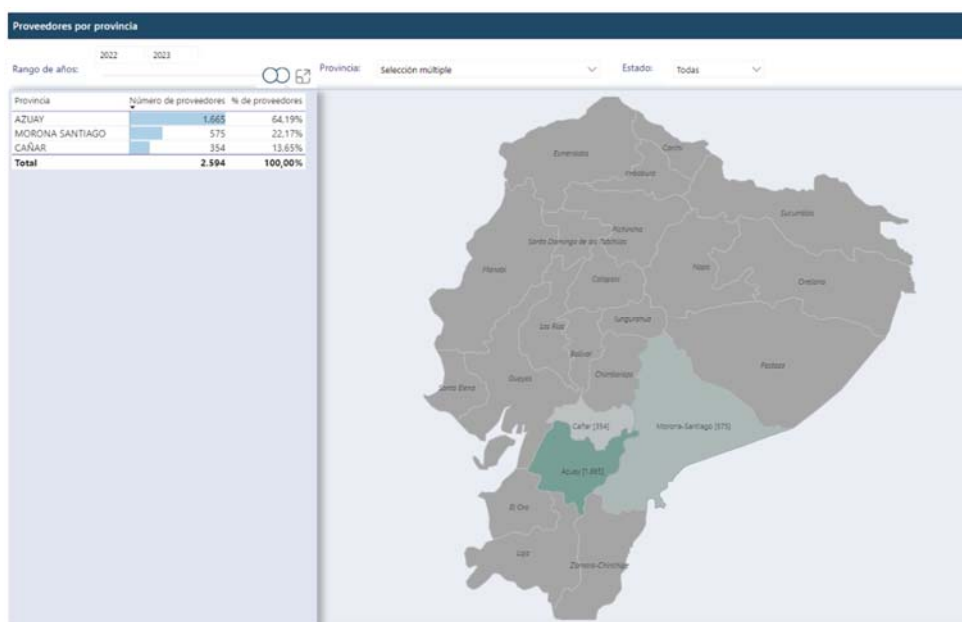 Proveedores por provincia
2022 2023
Rango de años:
Provincia: Selección múltiple
Estado: Todas
Provincia Número de proveedores % de proveedores
AZUAY 1.665 64,19%
MORONA SANTIAGO 575 22,17%
CAÑAR 354 13,65%
Total 2.594 100,00%
Esmeraldas
Carchi
Imbabura
Sucumbíos
Pichincha
Santo Domingo de los Tsáchilas
Manabí
Napo
Cotopaxi
Orellana
Tungurahua
Los Ríos
Bolívar
Pastaza
Chimborazo
Guayas
Santa Elena
Cañar [354]
Morona-Santiago [575]
Azuay [1.665]
El Oro
Loja
Zamora-Chinchipe